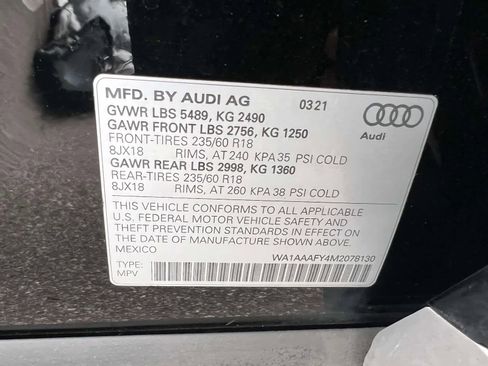 MFD. BY AUDI AG 03.21
GVWR LBS 5489, KG 2490
GAWR FRONT LBS 2756, KG 1250
FRONT-TIRES 235/60 R18
8JX18 RIMS, AT 240 KPA 35 PSI COLD
GAWR REAR LBS 2998, KG 1360
REAR-TIRES 235/60 R18
8JX18 RIMS, AT 260 KPA 38 PSI COLD
Audi
THIS VEHICLE CONFORMS TO ALL APPLICABLE
U.S. FEDERAL MOTOR VEHICLE SAFETY AND
THEFT PREVENTION STANDARDS IN EFFECT ON
THE DATE OF MANUFACTURE SHOWN ABOVE.
MEXICO
WA1AAAFY4M2078130
TYPE:
MPV